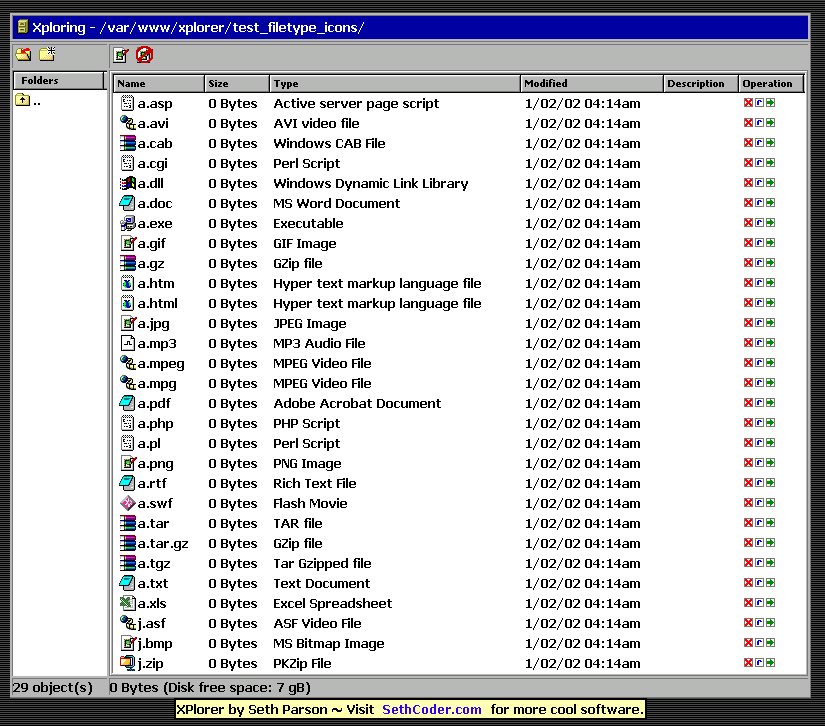 Xploring - /var/www/xplorer/test_filetype_icons/
Folders
..
Name Size Type Modified Description Operation
a.asp 0 Bytes Active server page script 1/02/02 04:14am
a.avi 0 Bytes AVI video file 1/02/02 04:14am
a.cab 0 Bytes Windows CAB File 1/02/02 04:14am
a.cgi 0 Bytes Perl Script 1/02/02 04:14am
a.dll 0 Bytes Windows Dynamic Link Library 1/02/02 04:14am
a.doc 0 Bytes MS Word Document 1/02/02 04:14am
a.exe 0 Bytes Executable 1/02/02 04:14am
a.gif 0 Bytes GIF Image 1/02/02 04:14am
a.gz 0 Bytes GZip file 1/02/02 04:14am
a.htm 0 Bytes Hyper text markup language file 1/02/02 04:14am
a.html 0 Bytes Hyper text markup language file 1/02/02 04:14am
a.jpg 0 Bytes JPEG Image 1/02/02 04:14am
a.mp3 0 Bytes MP3 Audio File 1/02/02 04:14am
a.mpeg 0 Bytes MPEG Video File 1/02/02 04:14am
a.mpg 0 Bytes MPEG Video File 1/02/02 04:14am
a.pdf 0 Bytes Adobe Acrobat Document 1/02/02 04:14am
a.php 0 Bytes PHP Script 1/02/02 04:14am
a.pl 0 Bytes Perl Script 1/02/02 04:14am
a.png 0 Bytes PNG Image 1/02/02 04:14am
a.rtf 0 Bytes Rich Text File 1/02/02 04:14am
a.swf 0 Bytes Flash Movie 1/02/02 04:14am
a.tar 0 Bytes TAR file 1/02/02 04:14am
a.tar.gz 0 Bytes GZip file 1/02/02 04:14am
a.tgz 0 Bytes Tar Gzipped file 1/02/02 04:14am
a.txt 0 Bytes Text Document 1/02/02 04:14am
a.xls 0 Bytes Excel Spreadsheet 1/02/02 04:14am
j.asf 0 Bytes ASF Video File 1/02/02 04:14am
j.bmp 0 Bytes MS Bitmap Image 1/02/02 04:14am
j.zip 0 Bytes PKZip File 1/02/02 04:14am
29 object(s) 0 Bytes (Disk free space: 7 gB)
XPlorer by Seth Parson ~ Visit SethCoder.com for more cool software.